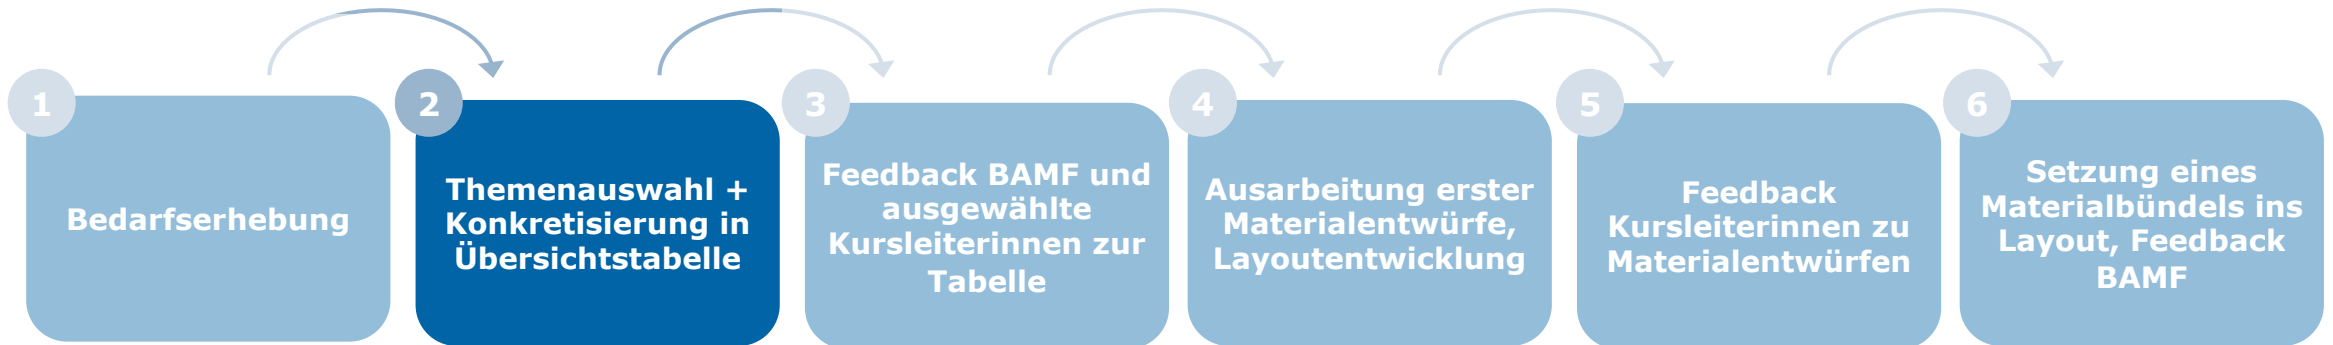 1
Bedarfserhebung
2
Themenauswahl +
Konkretisierung in
Übersichtstabelle
3
Feedback BAMF und
ausgewählte
Kursleiterinnen zur
Tabelle
4
Ausarbeitung erster
Materialentwürfe,
Layoutentwicklung
5
Feedback
Kursleiterinnen zu
Materialentwürfen
6
Setzung eines
Materialbündels ins
Layout, Feedback
BAMF